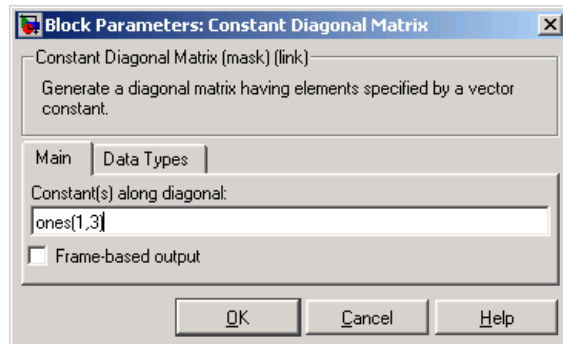 Block Parameters: Constant Diagonal Matrix
Constant Diagonal Matrix (mask) (link)
Generate a diagonal matrix having elements specified by a vector
constant.
Main Data Types
Constant(s) along diagonal:
ones(1,3)
Frame-based output
OK Cancel Help